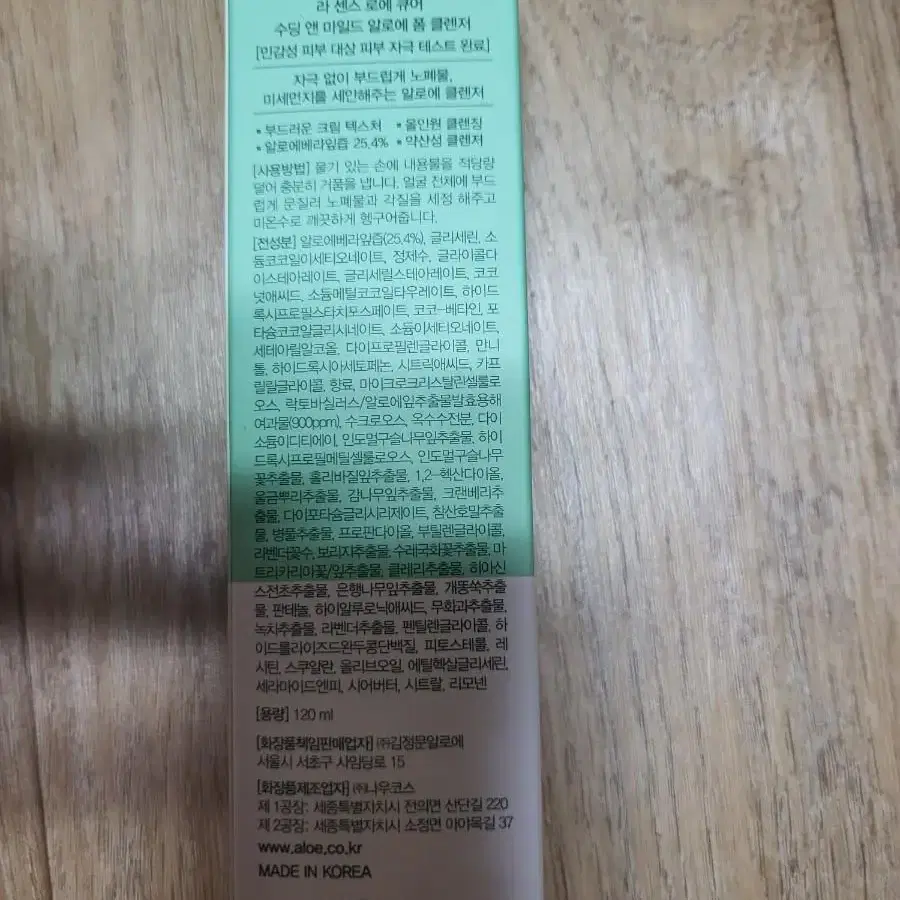 라 센스 로에 큐어
수딩 앤 마일드 알로에 폼 클렌저
[민감성 피부 대상 피부 자극 테스트 완료]
자극 없이 부드럽게 노폐물,
미세먼지를 세안해주는 알로에 클렌저
• 부드러운 크림 텍스처 • 올인원 클렌징
• 알로에베라잎즙 25.4% • 약산성 클렌저
[사용방법] 물기 있는 손에 내용물을 적당량
덜어 충분히 거품을 냅니다. 얼굴 전체에 부드
럽게 문질러 노폐물과 각질을 세정 해주고
미온수로 깨끗하게 헹구어줍니다.
[전성분] 알로에베라잎즙(25.4%), 글리세린, 소
듐코코일이세티오네이트, 정제수, 글라이콜다
이스테아레이트, 글리세릴스테아레이트, 코코
넛애씨드, 소듐메틸코코일타우레이트, 하이드
록시프로필스타치포스페이트, 코코-베타인, 포
타슘코코일글리시네이트, 소듐이세티오네이트,
세테아릴알코올, 다이프로필렌글라이콜, 만니
톨, 하이드록시아세토페논, 시트릭애씨드, 카프
릴릴글라이콜, 향료, 마이크로크리스탈린셀룰로
오스, 락토바실러스/알로에잎추출물발효용해
여과물(900ppm), 수크로오스, 옥수수전분, 다이
소듐이디티에이, 인도멀구슬나무잎추출물, 하이
드록시프로필메틸셀룰로오스, 인도멀구슬나무
꽃추출물, 홀리바질잎추출물, 1,2-헥산다이올,
울금뿌리추출물, 감나무잎추출물, 크랜베리추
출물, 다이포타슘글리시리제이트, 참산호말추출
물, 병풀추출물, 프로판다이올, 부틸렌글라이콜,
라벤더꽃수, 보리지추출물, 수레국화꽃추출물, 마
트리카리아꽃/잎추출물, 클레리추출물, 히아신
스전초추출물, 은행나무잎추출물, 개똥쑥추출
물, 판테놀, 하이알루로닉애씨드, 무화과추출물,
녹차추출물, 라벤더추출물, 펜틸렌글라이콜, 하
이드롤라이즈드완두콩단백질, 피토스테롤, 레
시틴, 스쿠알란, 올리브오일, 에틸헥실글리세린,
세라마이드엔피, 시어버터, 시트랄, 리모넨
[용량] 120 ml
[화장품책임판매업자] ㈜김정문알로에
서울시 서초구 사임당로 15
[화장품제조업자] ㈜나우코스
제 1공장: 세종특별자치시 전의면 산단길 220
제 2공장: 세종특별자치시 소정면 아야목길 37
www.aloe.co.kr
MADE IN KOREA